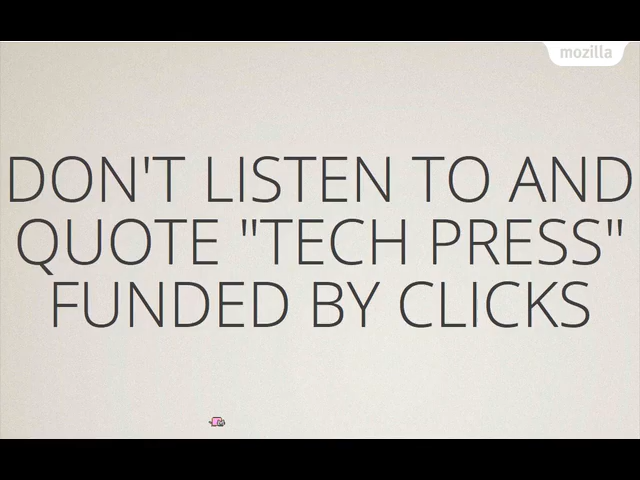 mozilla
DON'T LISTEN TO AND
QUOTE "TECH PRESS"
FUNDED BY CLICKS